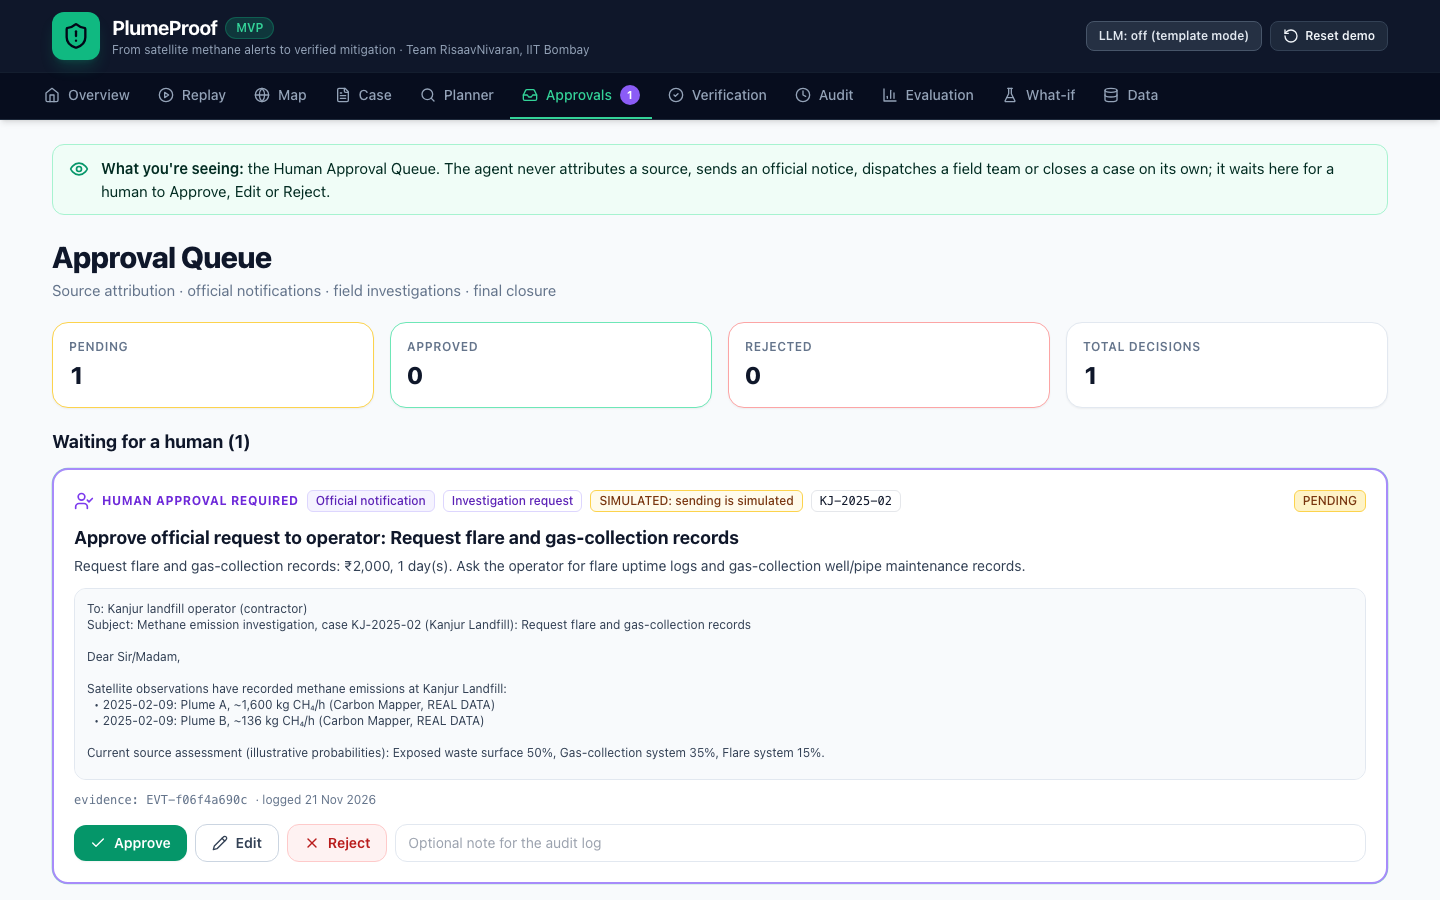 PlumeProof MVP
From satellite methane alerts to verified mitigation · Team RisaavNivaran, IIT Bombay
LLM: off (template mode)
Reset demo
Overview
Replay
Map
Case
Planner
Approvals 1
Verification
Audit
Evaluation
What-if
Data
What you're seeing: the Human Approval Queue. The agent never attributes a source, sends an official notice, dispatches a field team or closes a case on its own; it waits here for a
human to Approve, Edit or Reject.
Approval Queue
Source attribution · official notifications · field investigations · final closure
PENDING
1
APPROVED
0
REJECTED
0
TOTAL DECISIONS
1
Waiting for a human (1)
HUMAN APPROVAL REQUIRED
Official notification
Investigation request
SIMULATED: sending is simulated
KJ-2025-02
PENDING
Approve official request to operator: Request flare and gas-collection records
Request flare and gas-collection records: ₹2,000, 1 day(s). Ask the operator for flare uptime logs and gas-collection well/pipe maintenance records.
To: Kanjur landfill operator (contractor)
Subject: Methane emission investigation, case KJ-2025-02 (Kanjur Landfill): Request flare and gas-collection records
Dear Sir/Madam,
Satellite observations have recorded methane emissions at Kanjur Landfill:
• 2025-02-09: Plume A, ~1,600 kg CH₄/h (Carbon Mapper, REAL DATA)
• 2025-02-09: Plume B, ~136 kg CH₄/h (Carbon Mapper, REAL DATA)
Current source assessment (illustrative probabilities): Exposed waste surface 50%, Gas-collection system 35%, Flare system 15%.
evidence: EVT-f06f4a690c · logged 21 Nov 2026
Approve
Edit
Reject
Optional note for the audit log